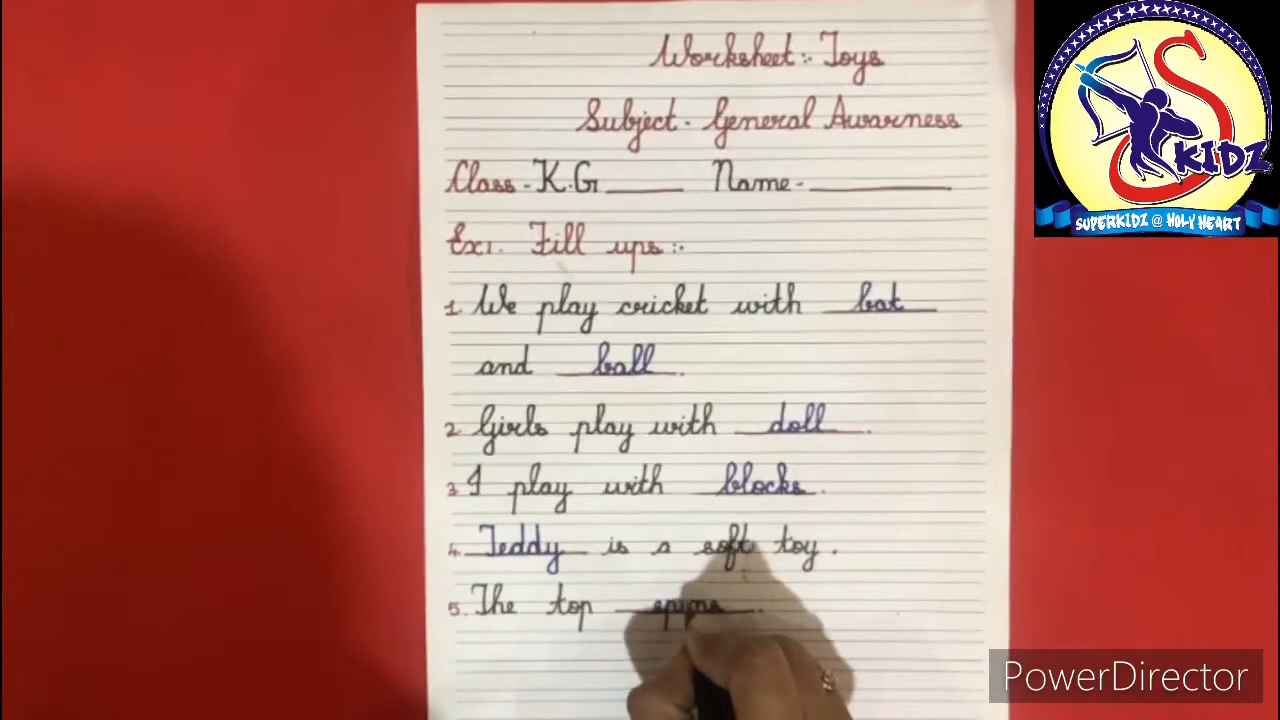 Worksheet :- Toys
Subject - General Awarness
Class - K.G ______ Name - ______
Ex1. Fill ups :-
1. We play cricket with bat
and ball.
2. Girls play with doll.
3. I play with blocks.
4. Teddy is a soft toy.
5. The top spins.
S KIDZ
SUPERKIDZ @ HOLY HEART
PowerDirector